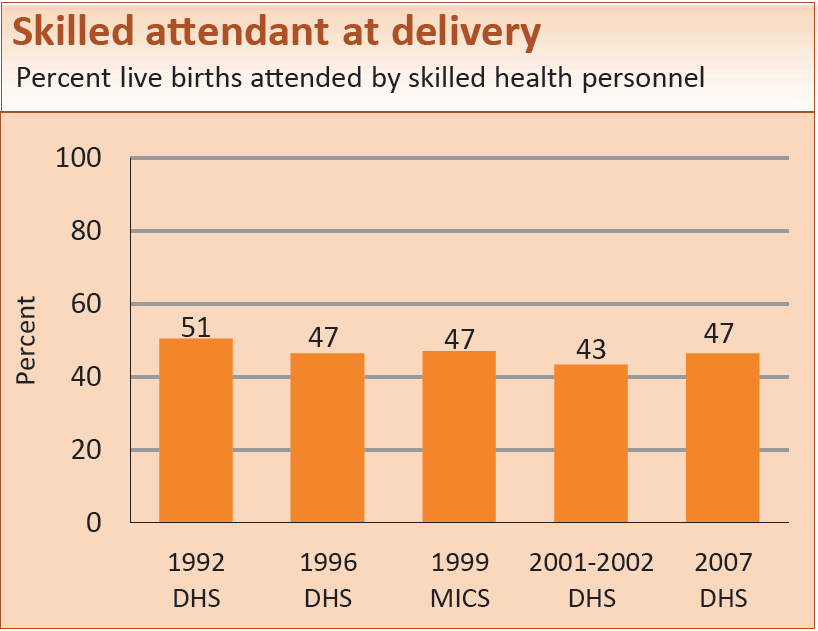 Skilled attendant at delivery
Percent live births attended by skilled health personnel
100
80
60
40
20
0
Percent
51
47
47
43
47
1992 1996 1999 2001-2002 2007
DHS DHS MICS DHS DHS